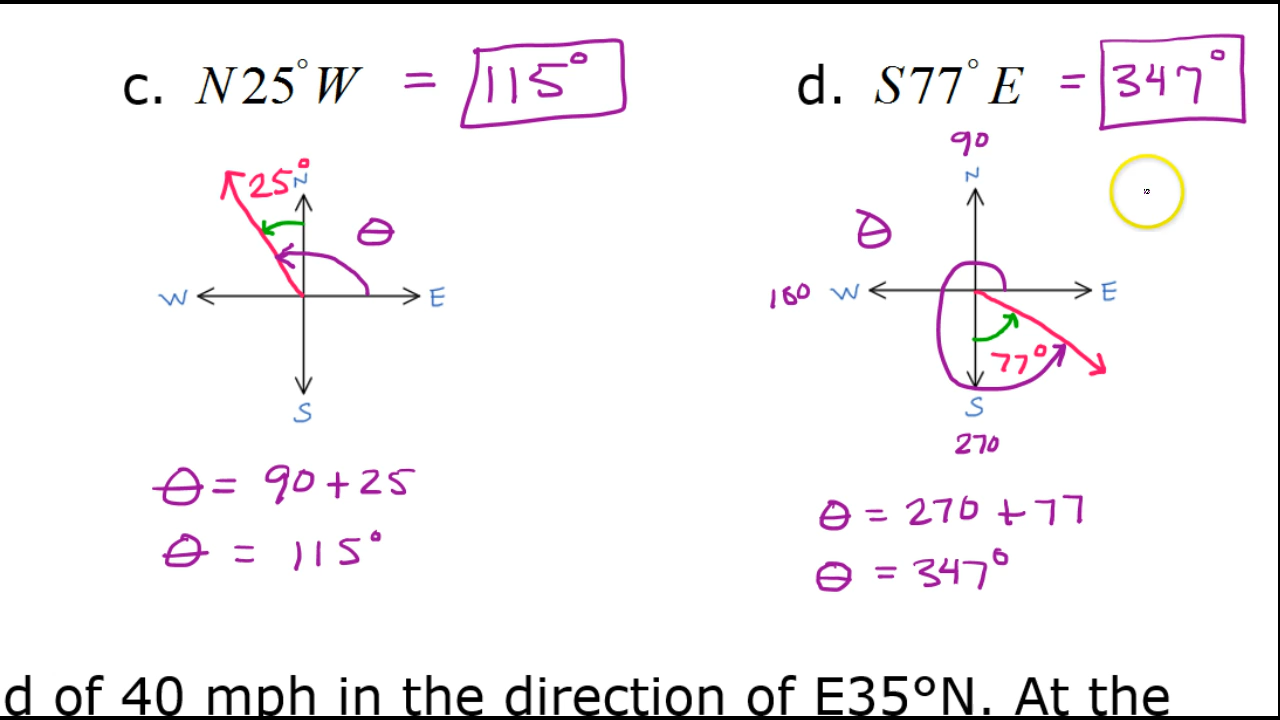 c. N25°W = 115°
d. S77°E = 347°
25° N
θ
W E
S
90
N
θ
180 W E
77°
S
270
θ = 90 + 25
θ = 115°
θ = 270 + 77
θ = 347°
d of 40 mph in the direction of E35°N. At the